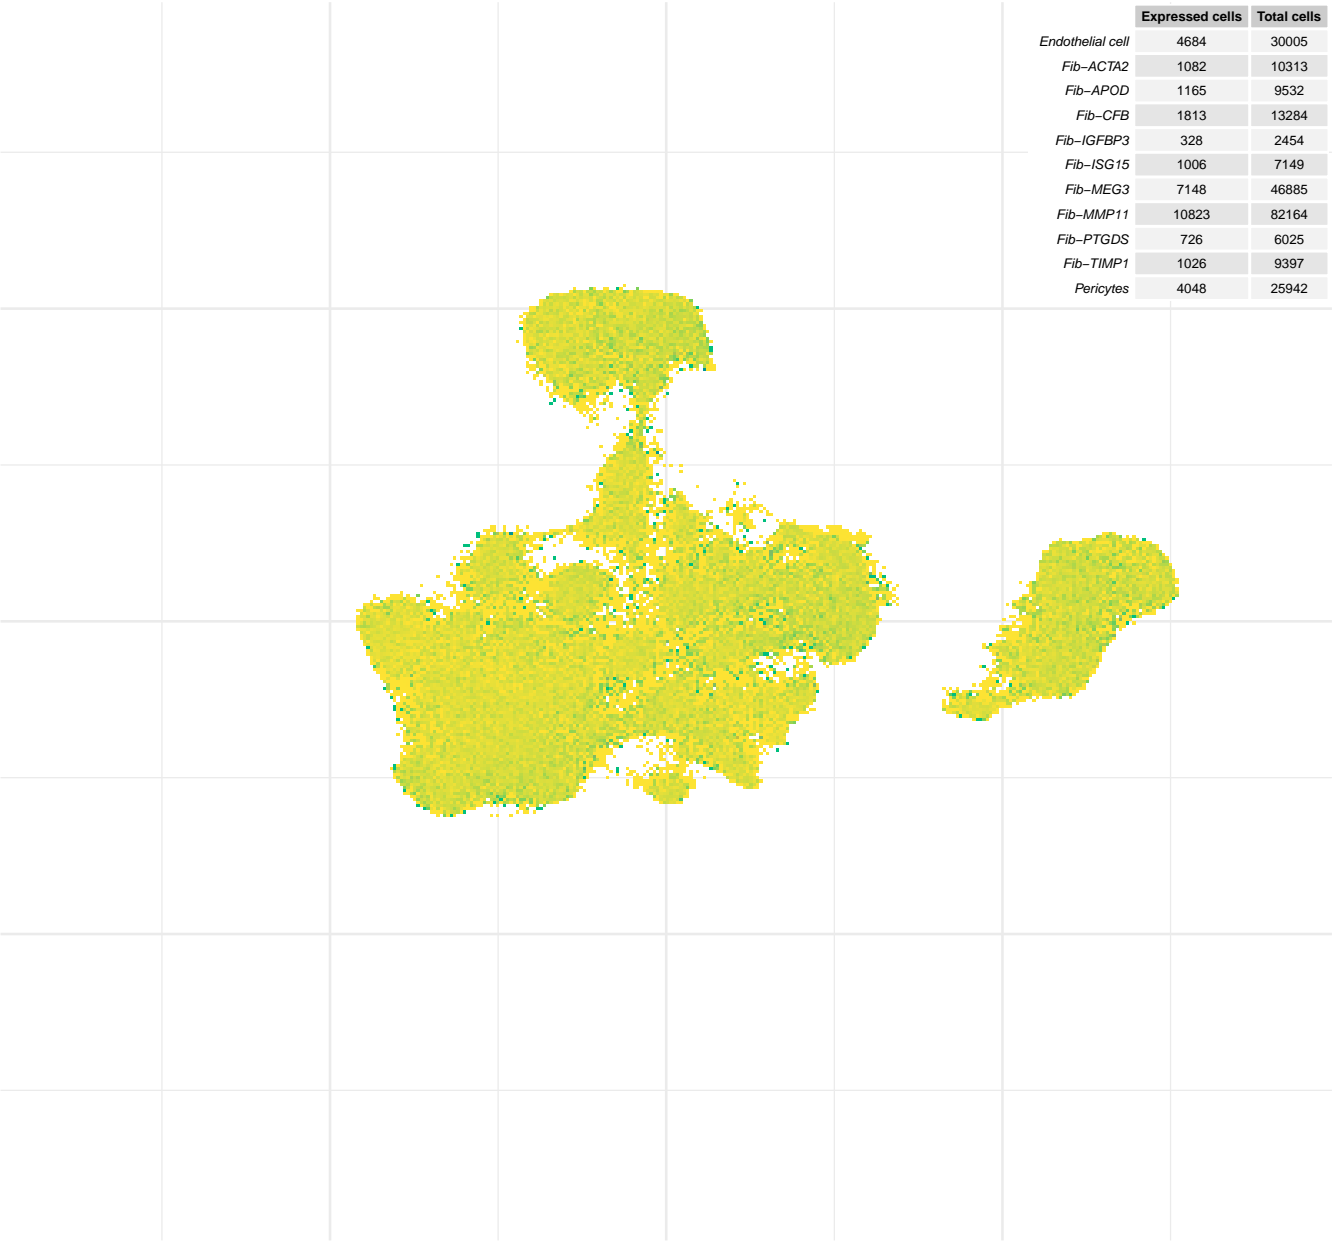 Expressed cells Total cells
Endothelial cell 4684 30005
Fib−ACTA2 1082 10313
Fib−APOD 1165 9532
Fib−CFB 1813 13284
Fib−IGFBP3 328 2454
Fib−ISG15 1006 7149
Fib−MEG3 7148 46885
Fib−MMP11 10823 82164
Fib−PTGDS 726 6025
Fib−TIMP1 1026 9397
Pericytes 4048 25942